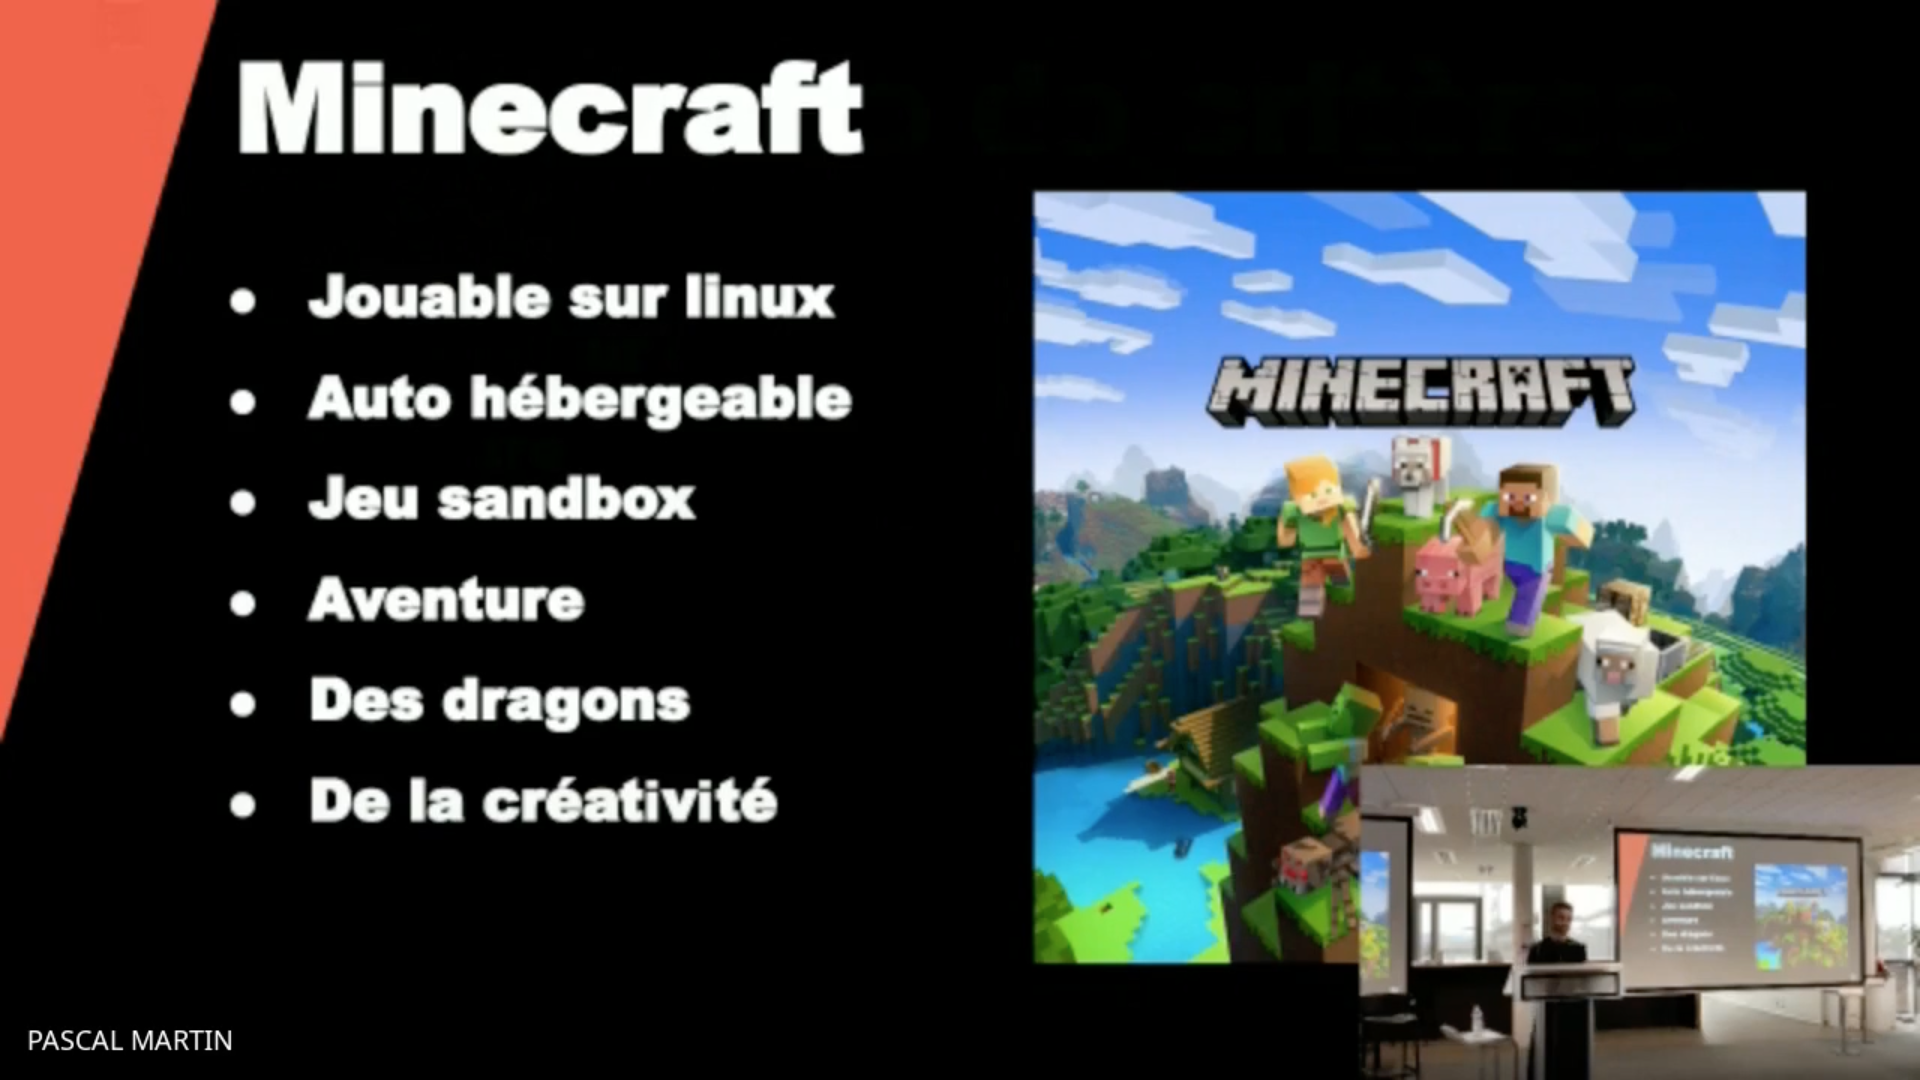 Minecraft
● Jouable sur linux
● Auto hébergeable
● Jeu sandbox
● Aventure
● Des dragons
● De la créativité
MINECRAFT
Minecraft
PASCAL MARTIN